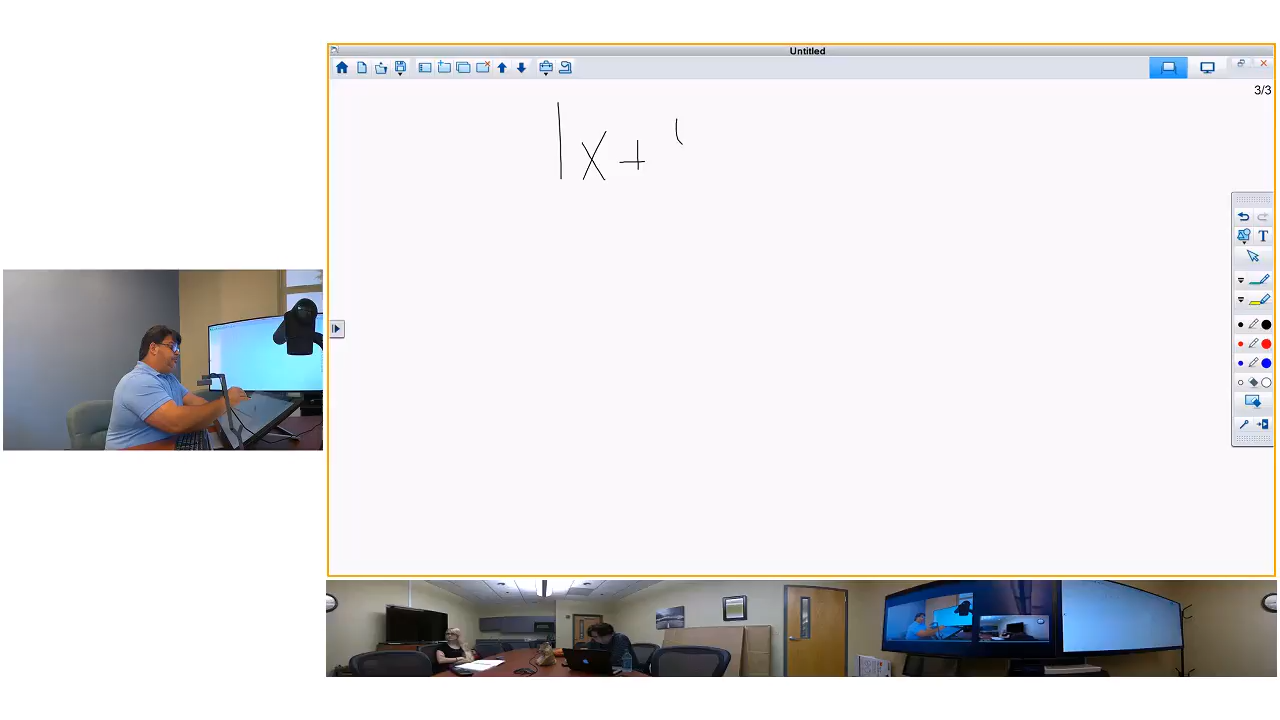 Untitled
3/3
|x + (
T